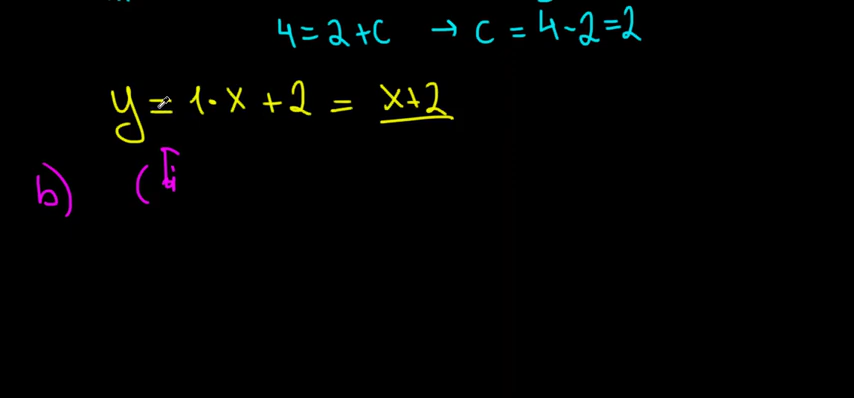 4=2+C → C = 4-2=2
y = 1·x + 2 = x+2
b) (